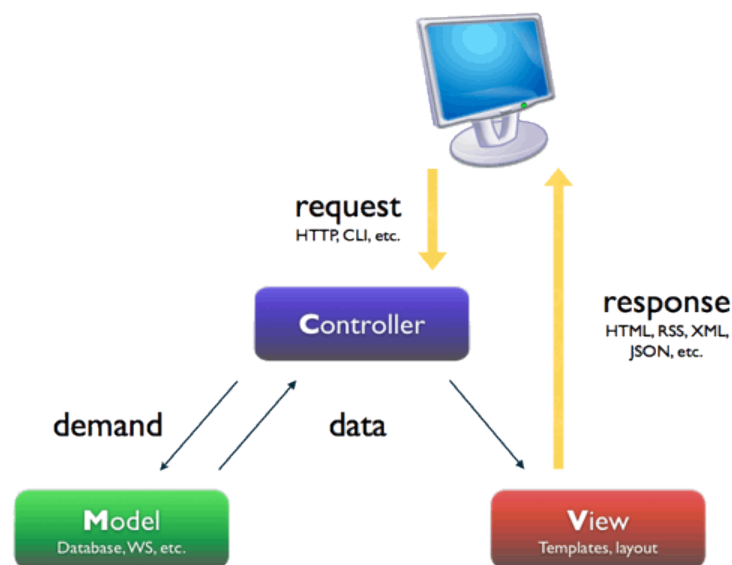 request
HTTP, CLI, etc.
Controller
response
HTML, RSS, XML,
JSON, etc.
demand
data
Model
Database, WS, etc.
View
Templates, layout